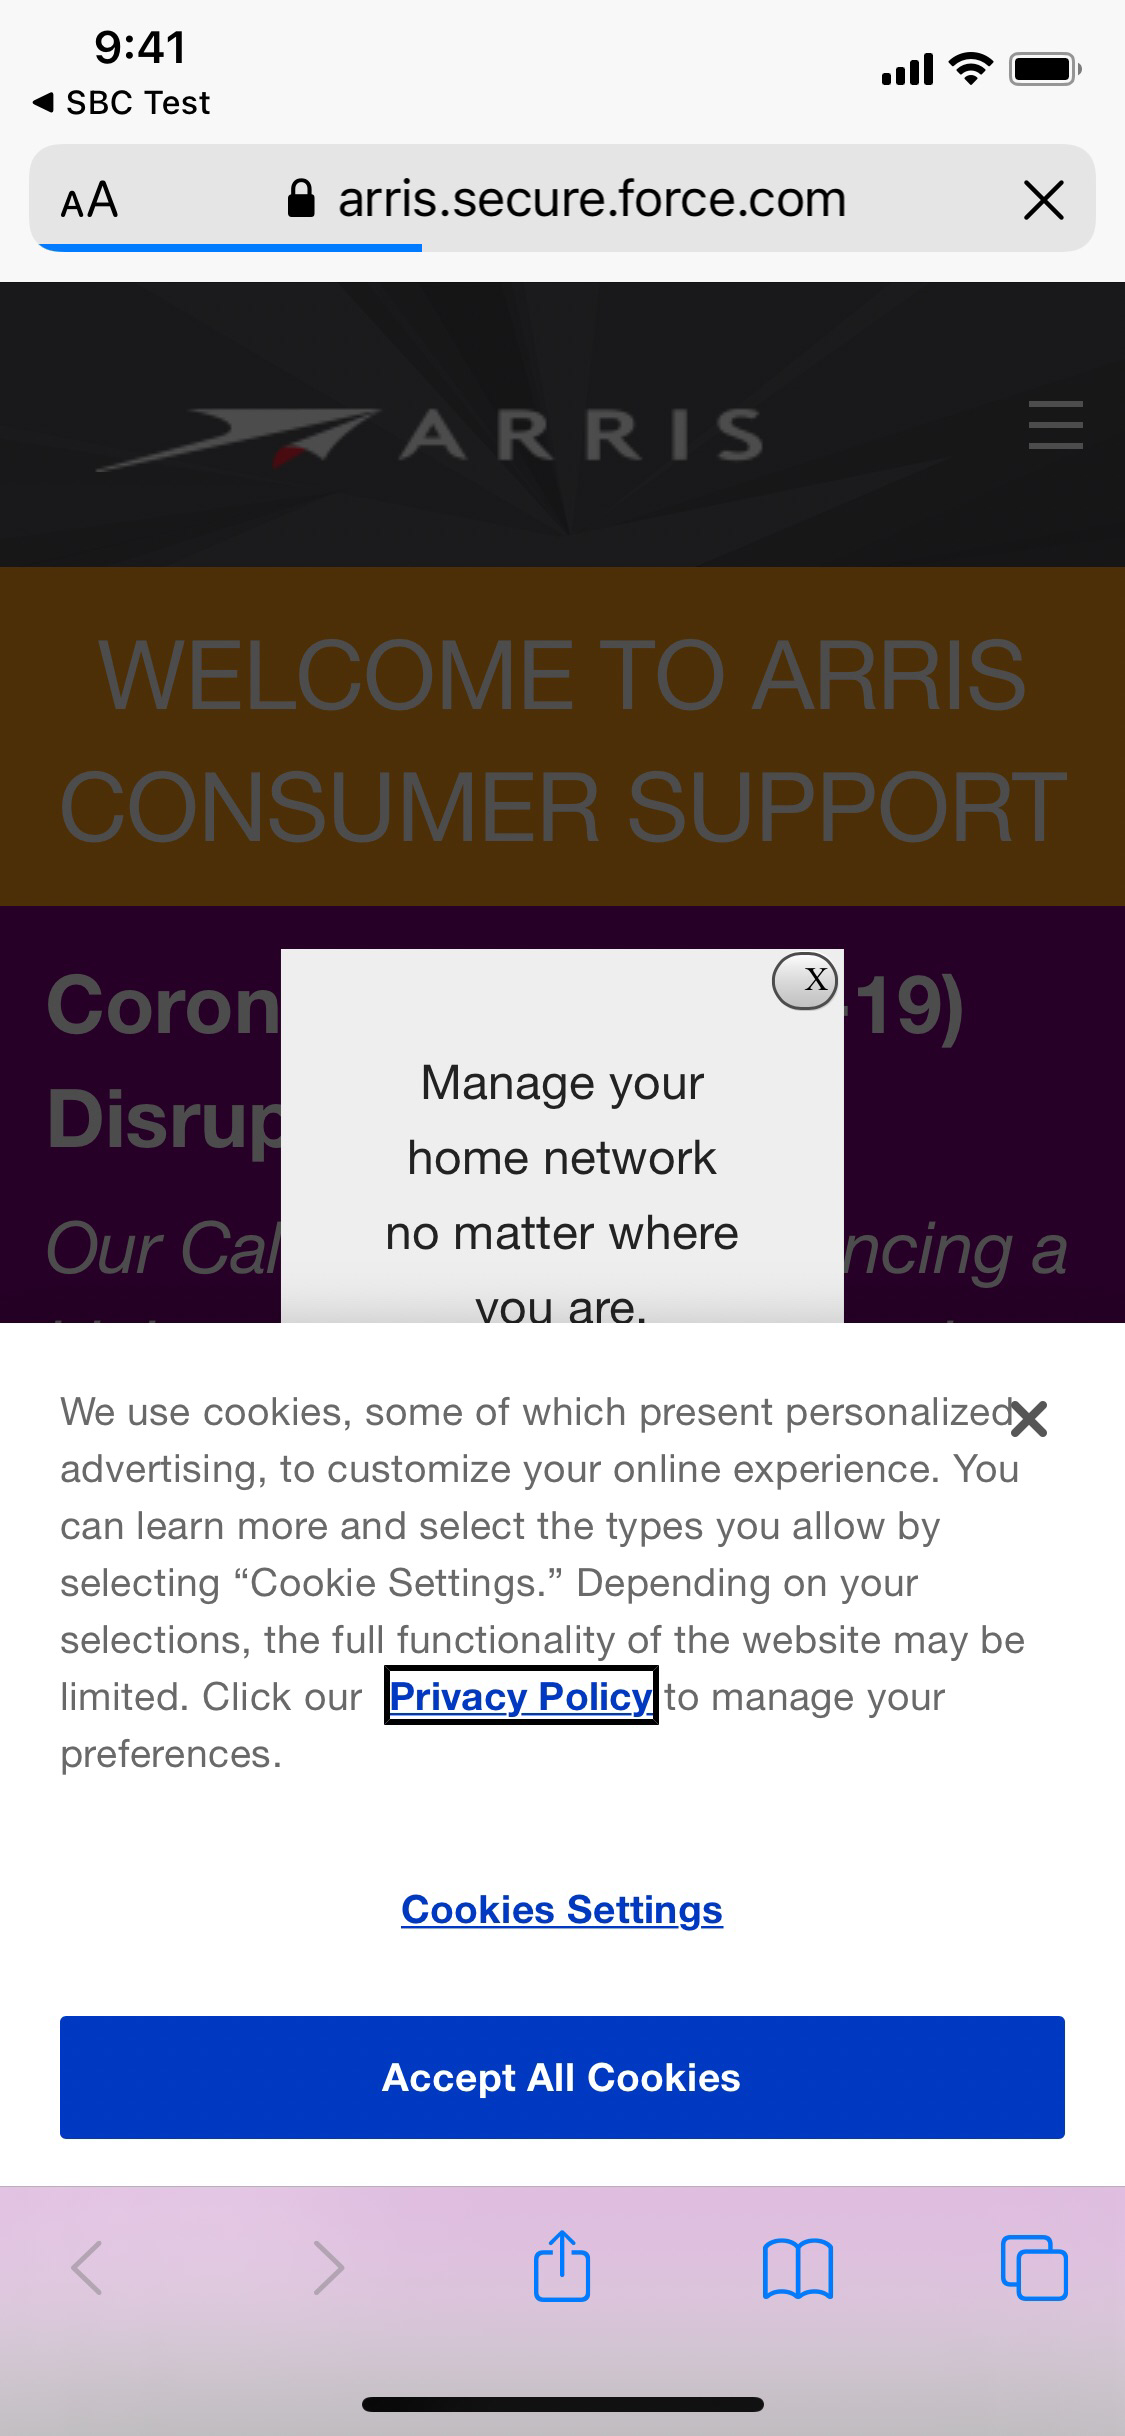 9:41
SBC Test
AA
arris.secure.force.com
ARRIS
WELCOME TO ARRIS
CONSUMER SUPPORT
X
Coron -19)
Disrup
Manage your
home network
no matter where
you are.
Our Cal ncing a
We use cookies, some of which present personalized
advertising, to customize your online experience. You
can learn more and select the types you allow by
selecting “Cookie Settings.” Depending on your
selections, the full functionality of the website may be
limited. Click our Privacy Policy to manage your
preferences.
Cookies Settings
Accept All Cookies